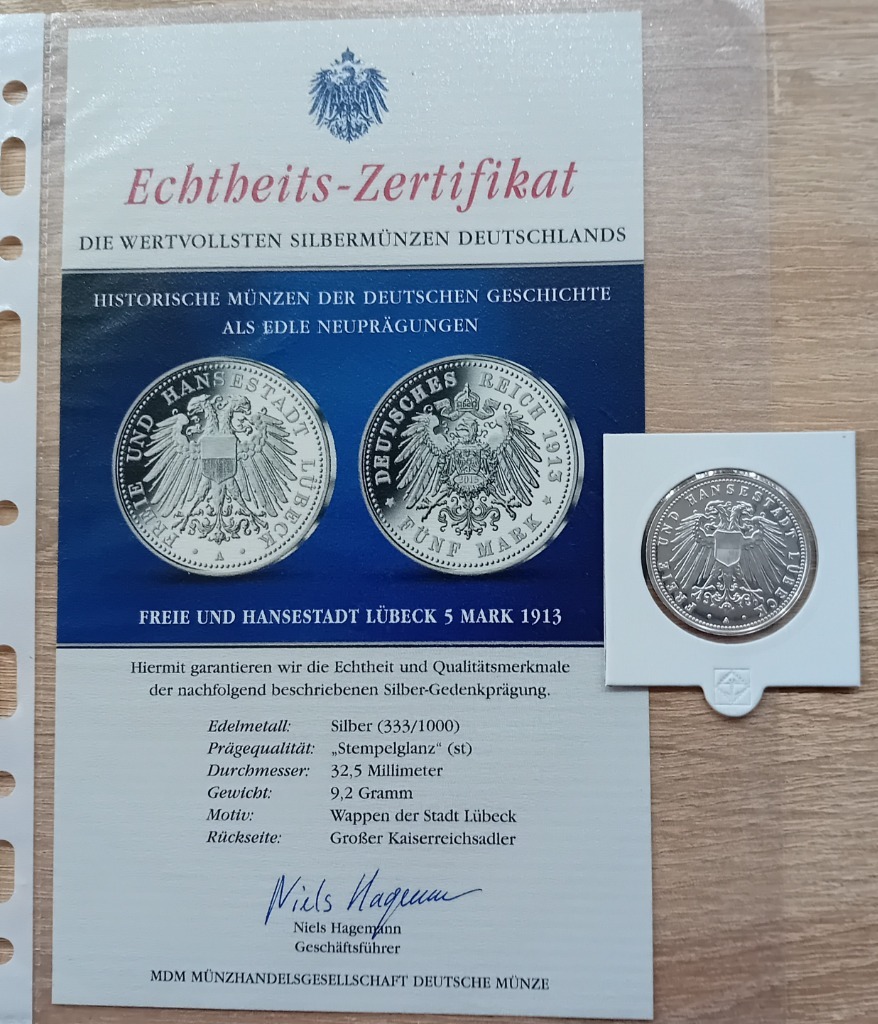 Echtheits-Zertifikat
DIE WERTVOLLSTEN SILBERMÜNZEN DEUTSCHLANDS
HISTORISCHE MÜNZEN DER DEUTSCHEN GESCHICHTE
ALS EDLE NEUPRÄGUNGEN
FREIE UND HANSESTADT LÜBECK
A
DEUTSCHES REICH 1913
2013
FÜNF MARK
FREIE UND HANSESTADT LÜBECK 5 MARK 1913
Hiermit garantieren wir die Echtheit und Qualitätsmerkmale
der nachfolgend beschriebenen Silber-Gedenkprägung.
Edelmetall: Silber (333/1000)
Prägequalität: „Stempelglanz“ (st)
Durchmesser: 32,5 Millimeter
Gewicht: 9,2 Gramm
Motiv: Wappen der Stadt Lübeck
Rückseite: Großer Kaiserreichsadler
Niels Hagemann
Niels Hagemann
Geschäftsführer
MDM MÜNZHANDELSGESELLSCHAFT DEUTSCHE MÜNZE
FREIE UND HANSESTADT LÜBECK
A